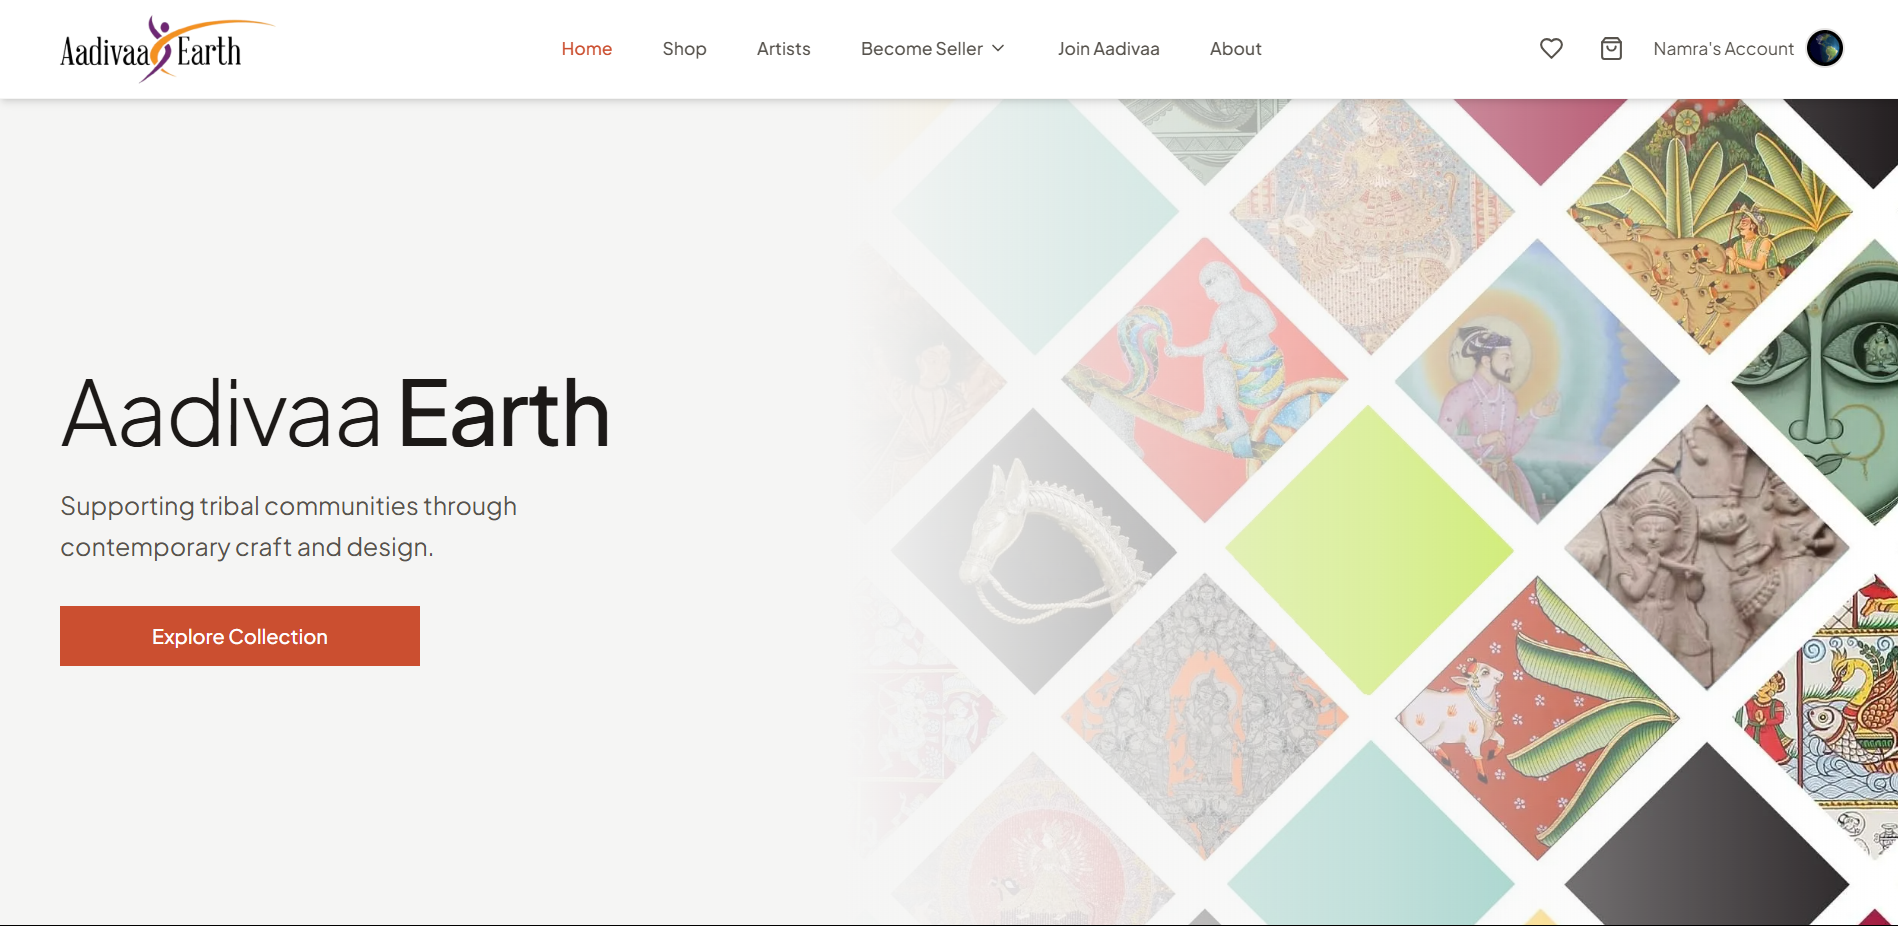 Aadivaa Earth
Home
Shop
Artists
Become Seller
Join Aadivaa
About
Namra's Account
Aadivaa Earth
Supporting tribal communities through
contemporary craft and design.
Explore Collection